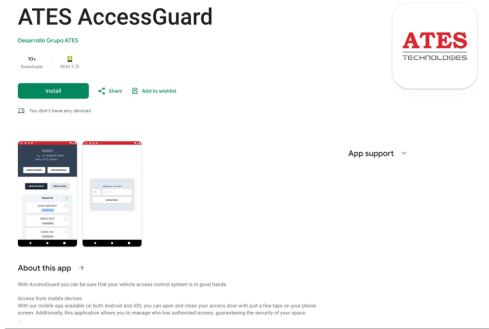 ATES AccessGuard
Desarrollo Grupo ATES
ATES
TECHNOLOGIES
10+
Downloads
PEGI 3
Install
Share
Add to wishlist
You don't have any devices
App support
About this app
With AccessGuard you can be sure that your vehicle access control system is in good hands.
Access from mobile devices
With our mobile app available on both Android and iOS, you can open and close your access door with just a few taps on your phone
screen. Additionally, this application allows you to manage who has authorized access, guaranteeing the security of your space.
...